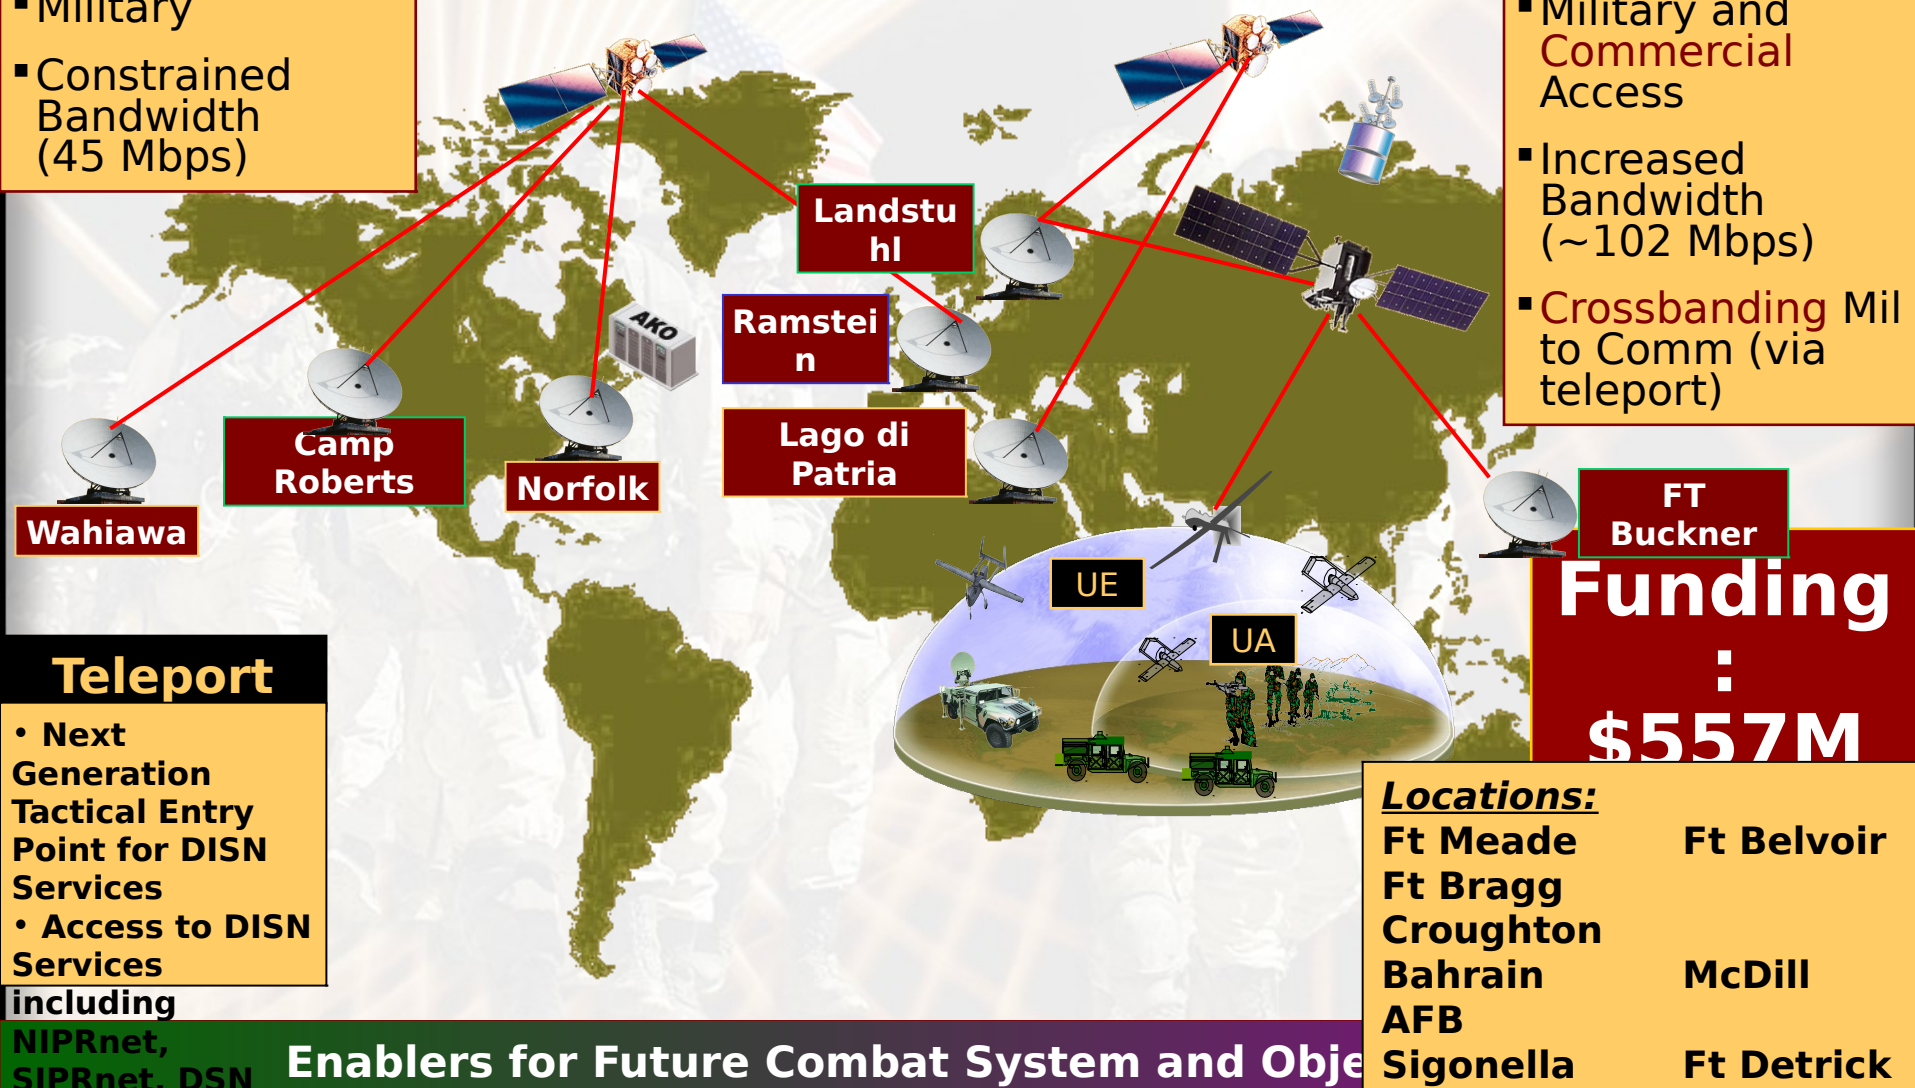 ▪Military
▪Constrained
Bandwidth
(45 Mbps)
▪Military and
Commercial
Access
▪Increased
Bandwidth
(~102 Mbps)
▪Crossbanding Mil
to Comm (via
teleport)
Landstu
hl
Ramstei
n
Lago di
Patria
AKO
Camp
Roberts
Norfolk
Wahiawa
FT
Buckner
UE
UA
Funding
:
$557M
Teleport
• Next
Generation
Tactical Entry
Point for DISN
Services
• Access to DISN
Services
including
NIPRnet,
SIPRnet, DSN
Locations:
Ft Meade Ft Belvoir
Ft Bragg
Croughton
Bahrain McDill
AFB
Sigonella Ft Detrick
Enablers for Future Combat System and Obje